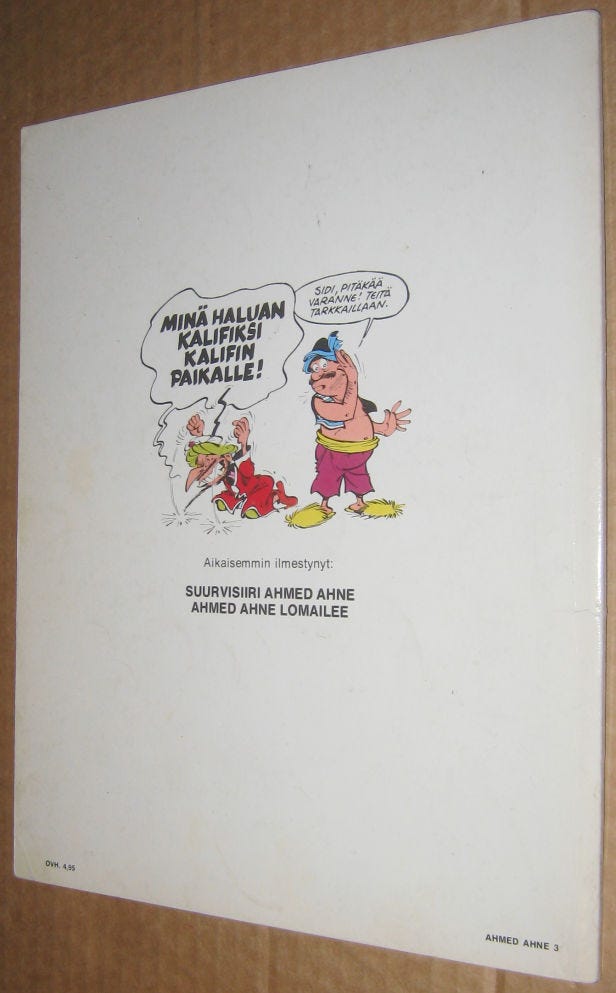 MINÄ HALUAN
KALIFIKSI
KALIFIN
PAIKALLE!
SIDI, PITÄKÄÄ
VARANNE! TEITÄ
TARKKAILLAAN.
Aikaisemmin ilmestynyt:
SUURVISIIRI AHMED AHNE
AHMED AHNE LOMAILEE
OVH. 4,95
AHMED AHNE 3